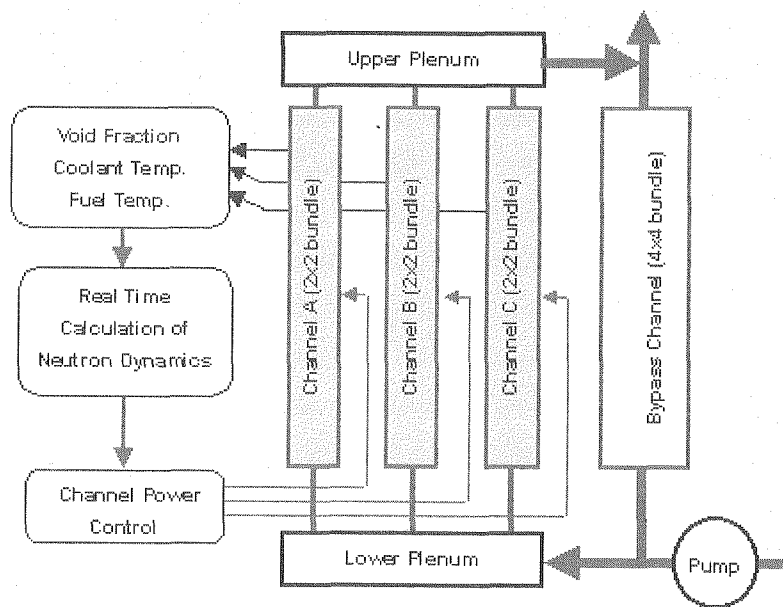 Upper Plenum
Void Fraction
Coolant Temp.
Fuel Temp.
Real Time
Calculation of
Neutron Dynamics
Channel Power
Control
Channel A (2x2 bundle)
Channel B (2x2 bundle)
Channel C (2x2 bundle)
Bypass Channel (4x4 bundle)
Lower Plenum
Pump